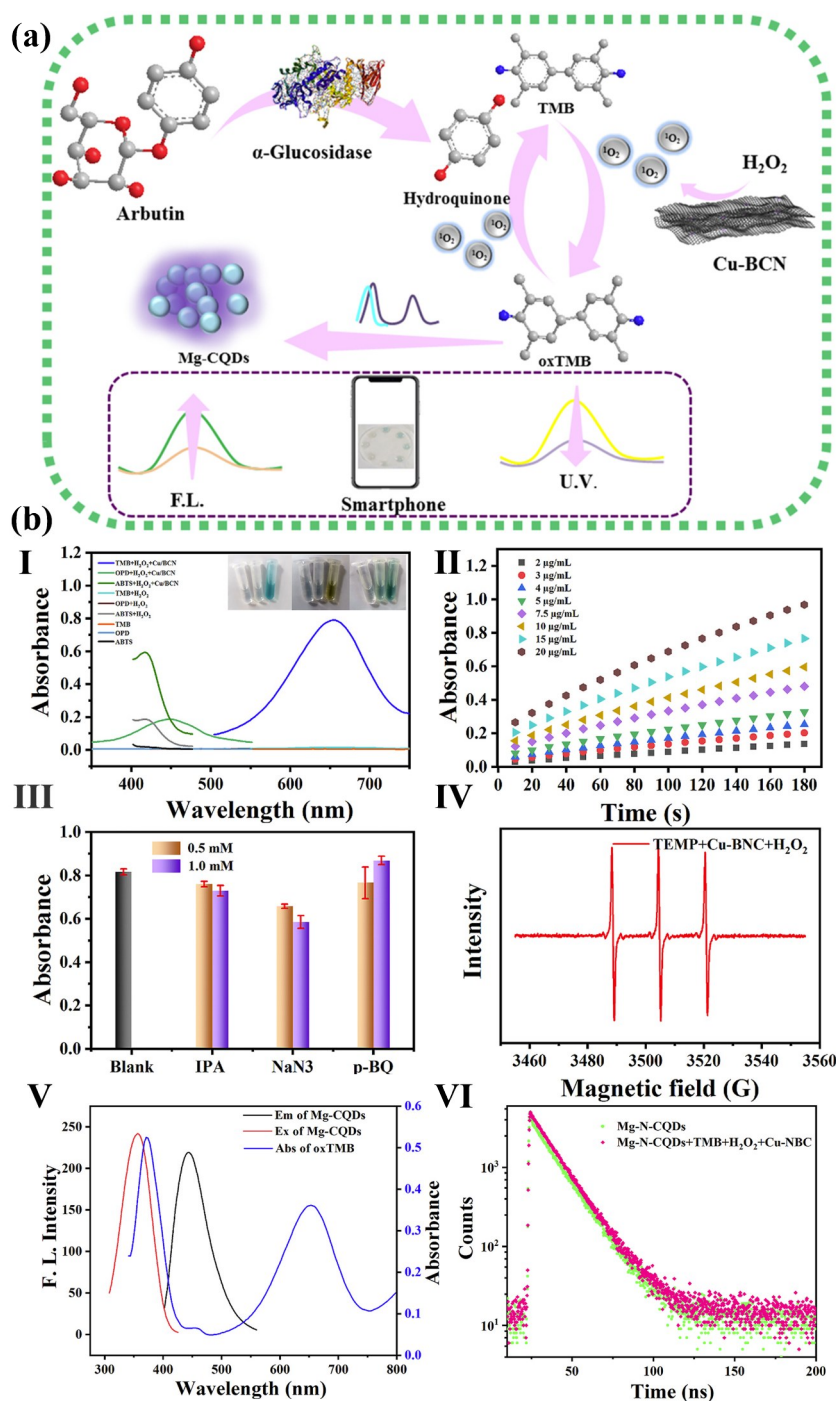 (a)
TMB
α-Glucosidase
¹O₂
¹O₂
¹O₂
H₂O₂
Arbutin
Hydroquinone
¹O₂
¹O₂
¹O₂
Cu-BCN
Mg-CQDs
oxTMB
F.L.
Smartphone
U.V.
(b)
I
1.2
1.0
0.8
0.6
0.4
0.2
0.0
Absorbance
TMB+H₂O₂+Cu/BCN
OPD+H₂O₂+Cu/BCN
ABTS+H₂O₂+Cu/BCN
TMB+H₂O₂
OPD+H₂O₂
ABTS+H₂O₂
TMB
OPD
ABTS
400 500 600 700
Wavelength (nm)
II
1.0
0.8
0.6
0.4
0.2
0.0
Absorbance
2 µg/mL
3 µg/mL
4 µg/mL
5 µg/mL
7.5 µg/mL
10 µg/mL
15 µg/mL
20 µg/mL
0 20 40 60 80 100 120 140 160 180
Time (s)
III
1.0
0.8
0.6
0.4
0.2
0.0
Absorbance
0.5 mM
1.0 mM
Blank IPA NaN3 p-BQ
IV
Intensity
TEMP+Cu-BNC+H₂O₂
3460 3480 3500 3520 3540 3560
Magnetic field (G)
V
250
200
150
100
50
0
F. L. Intensity
Em of Mg-CQDs
Ex of Mg-CQDs
Abs of oxTMB
0.6
0.5
0.4
0.3
0.2
0.1
0.0
Absorbance
300 400 500 600 700 800
Wavelength (nm)
VI
10³
10²
10¹
Counts
Mg-N-CQDs
Mg-N-CQDs+TMB+H₂O₂+Cu-NBC
50 100 150 200
Time (ns)